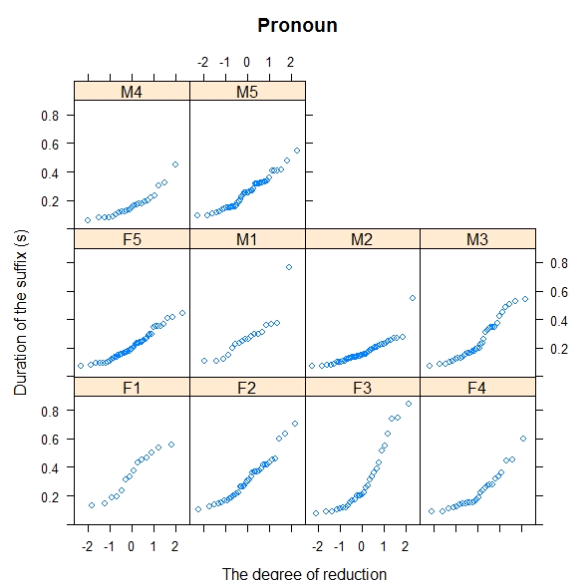 Pronoun
-2 -1 0 1 2
M4 M5
0.8
0.6
0.4
0.2
F5 M1 M2 M3
0.8
0.6
0.4
0.2
F1 F2 F3 F4
0.8
0.6
0.4
0.2
-2 -1 0 1 2 -2 -1 0 1 2
Duration of the suffix (s)
The degree of reduction